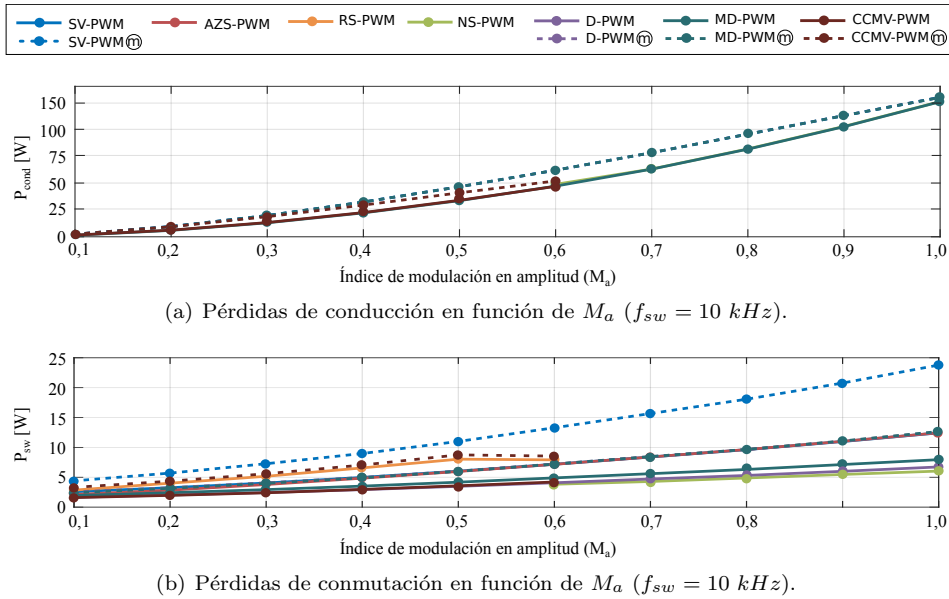 SV-PWM AZS-PWM RS-PWM NS-PWM D-PWM MD-PWM CCMV-PWM
SV-PWMⓜ D-PWMⓜ MD-PWMⓜ CCMV-PWMⓜ
P_cond [W]
150
100
75
50
25
0
0,1 0,2 0,3 0,4 0,5 0,6 0,7 0,8 0,9 1,0
Índice de modulación en amplitud (M_a)
(a) Pérdidas de conducción en función de M_a (f_sw = 10 kHz).
P_sw [W]
25
20
15
10
5
0
0,1 0,2 0,3 0,4 0,5 0,6 0,7 0,8 1,0
Índice de modulación en amplitud (M_a)
(b) Pérdidas de conmutación en función de M_a (f_sw = 10 kHz).